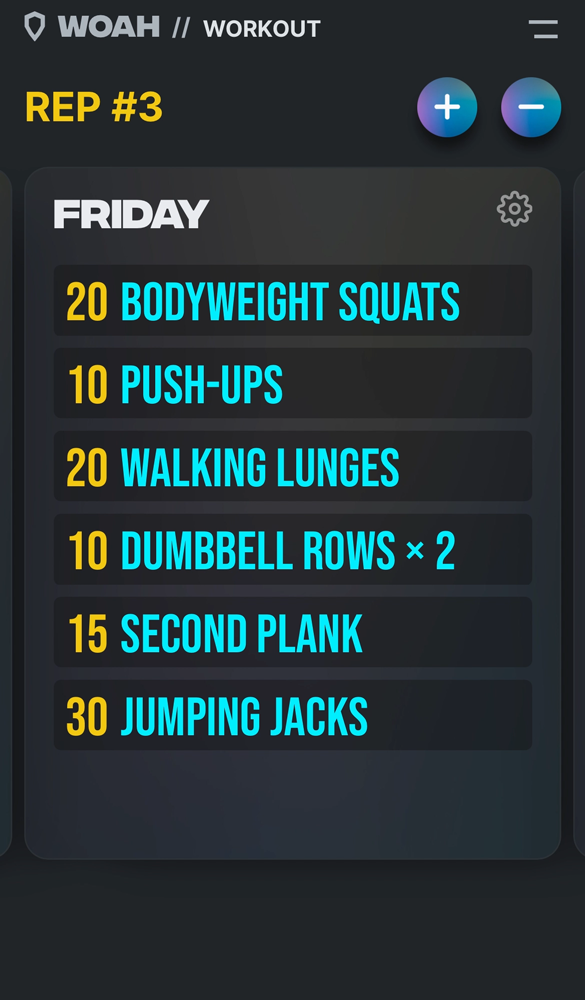 WOAH // WORKOUT
REP #3
FRIDAY
20 BODYWEIGHT SQUATS
10 PUSH-UPS
20 WALKING LUNGES
10 DUMBBELL ROWS × 2
15 SECOND PLANK
30 JUMPING JACKS